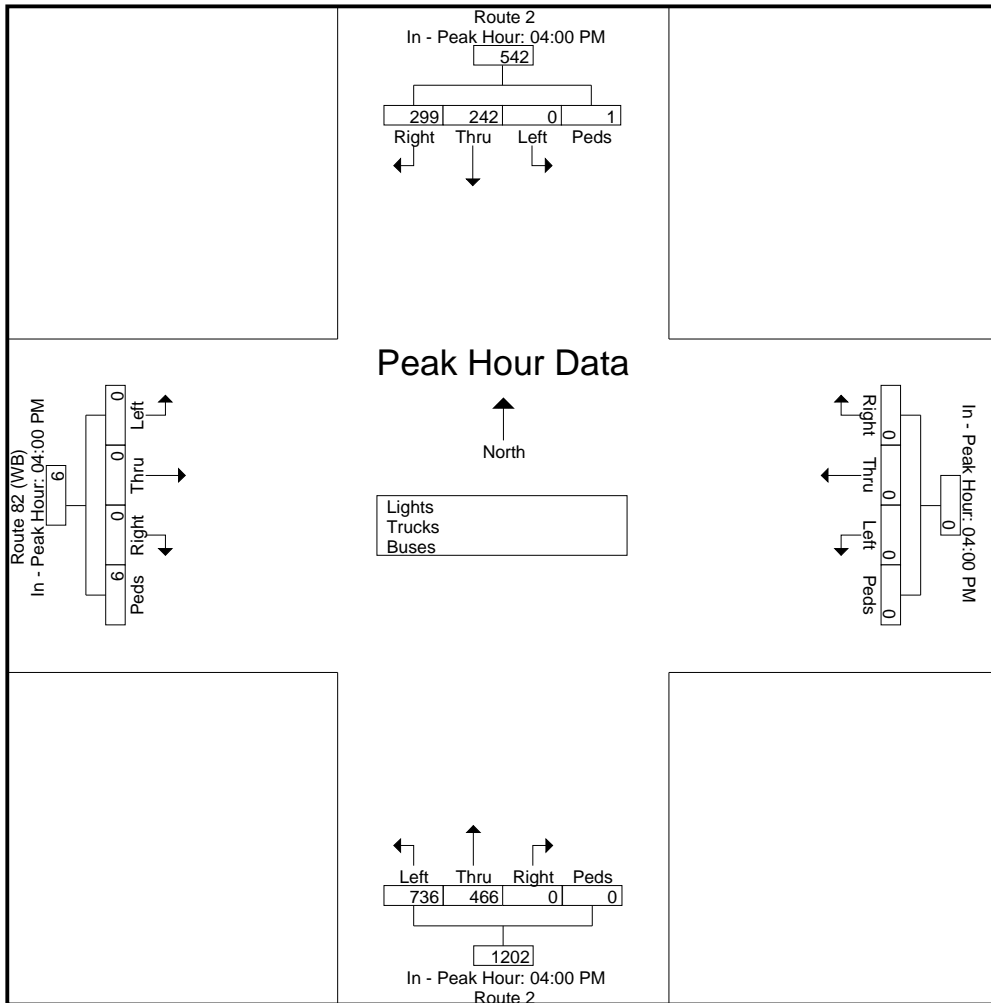 Route 2
In - Peak Hour: 04:00 PM
542
299 242 0 1
Right Thru Left Peds
Peak Hour Data
North
Lights
Trucks
Buses
Route 82 (WB)
In - Peak Hour: 04:00 PM
6
0 0 0 6
Left Thru Right Peds
Right Thru Left Peds
0 0 0 0
0
In - Peak Hour: 04:00 PM
Left Thru Right Peds
736 466 0 0
1202
In - Peak Hour: 04:00 PM
Route 2